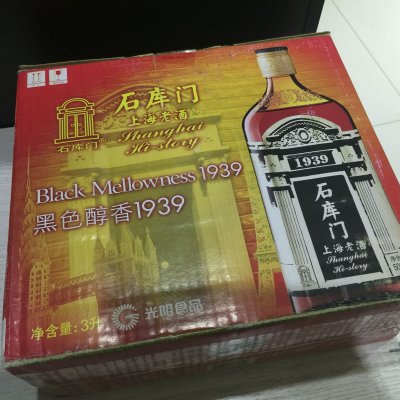 石库门®
石库门
上海老酒
Shanghai
Hi-story
Black Mellowness 1939
黑色醇香1939
净含量:3升
光明食品
1939
石库门
上海老酒
Shanghai
Hi-story